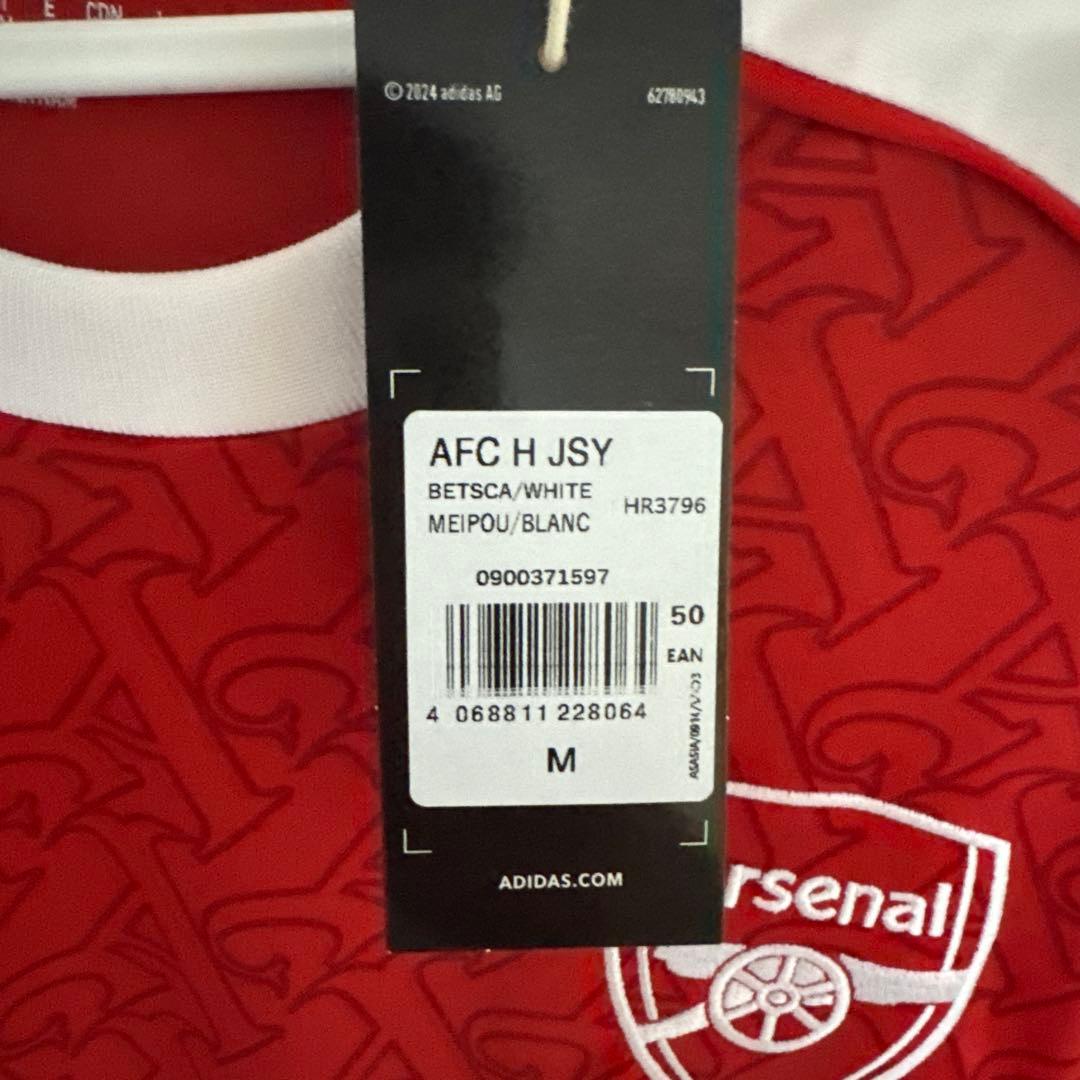 E CDN
© 2024 adidas AG
62780943
AFC H JSY
BETSCA/WHITE
MEIPOU/BLANC
HR3796
0900371597
50
EAN
4 068811 228064
M
ADIDAS.COM
rsenal